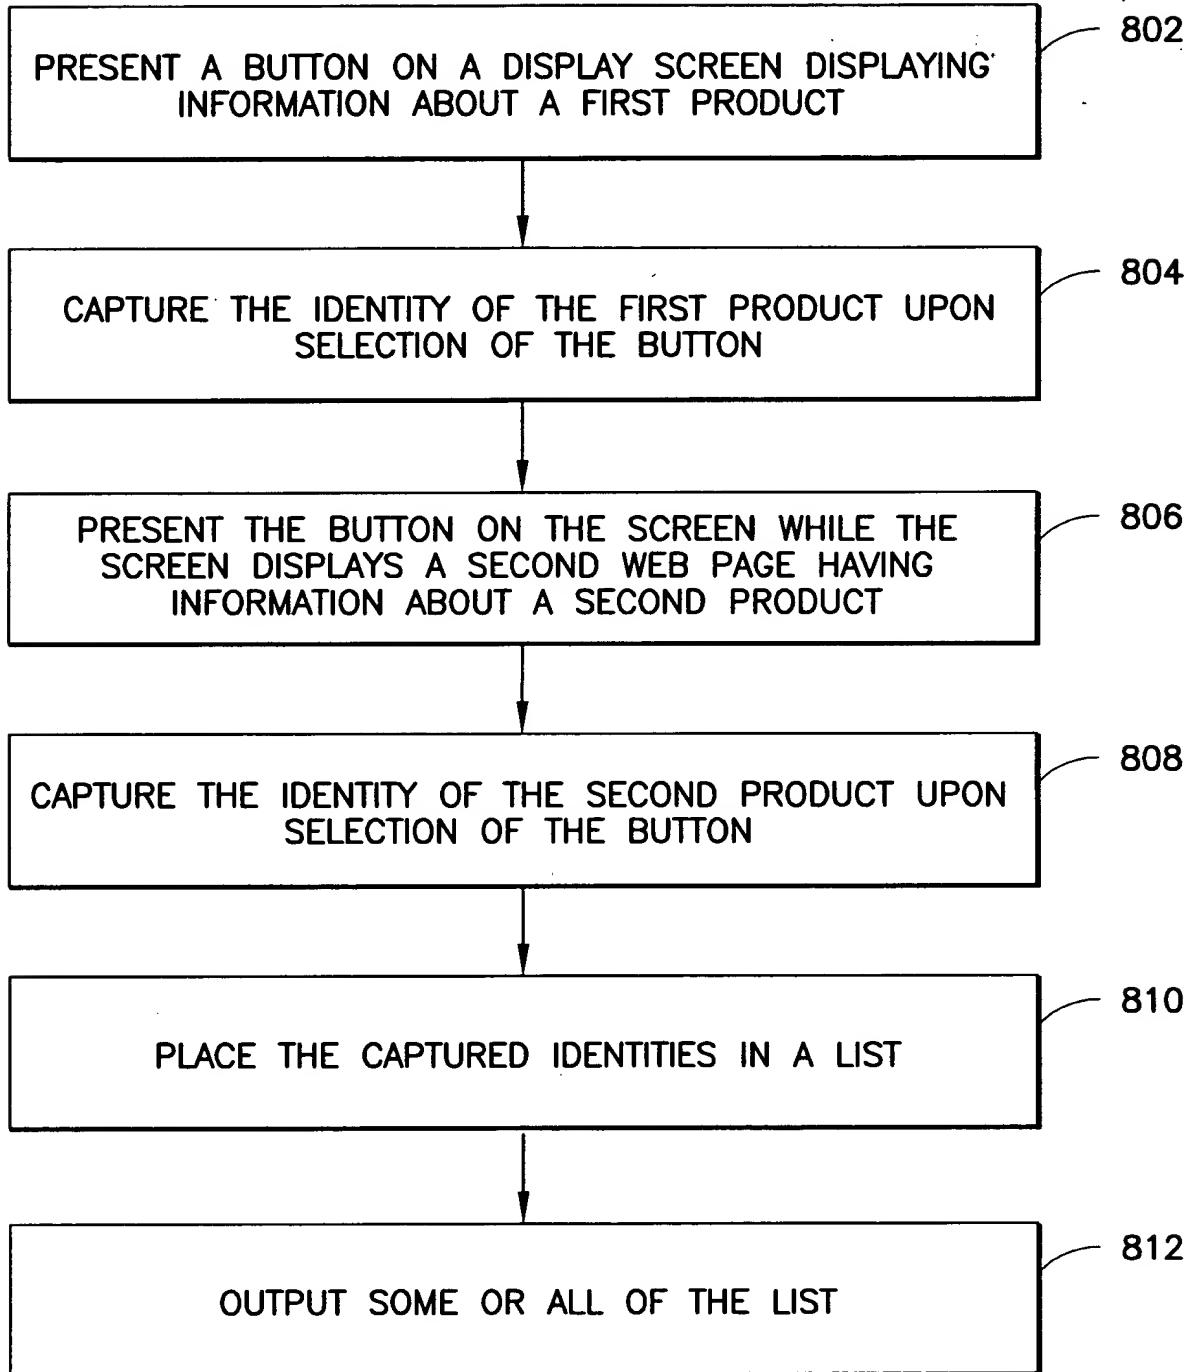 802
PRESENT A BUTTON ON A DISPLAY SCREEN DISPLAYING
INFORMATION ABOUT A FIRST PRODUCT
804
CAPTURE THE IDENTITY OF THE FIRST PRODUCT UPON
SELECTION OF THE BUTTON
806
PRESENT THE BUTTON ON THE SCREEN WHILE THE
SCREEN DISPLAYS A SECOND WEB PAGE HAVING
INFORMATION ABOUT A SECOND PRODUCT
808
CAPTURE THE IDENTITY OF THE SECOND PRODUCT UPON
SELECTION OF THE BUTTON
810
PLACE THE CAPTURED IDENTITIES IN A LIST
812
OUTPUT SOME OR ALL OF THE LIST